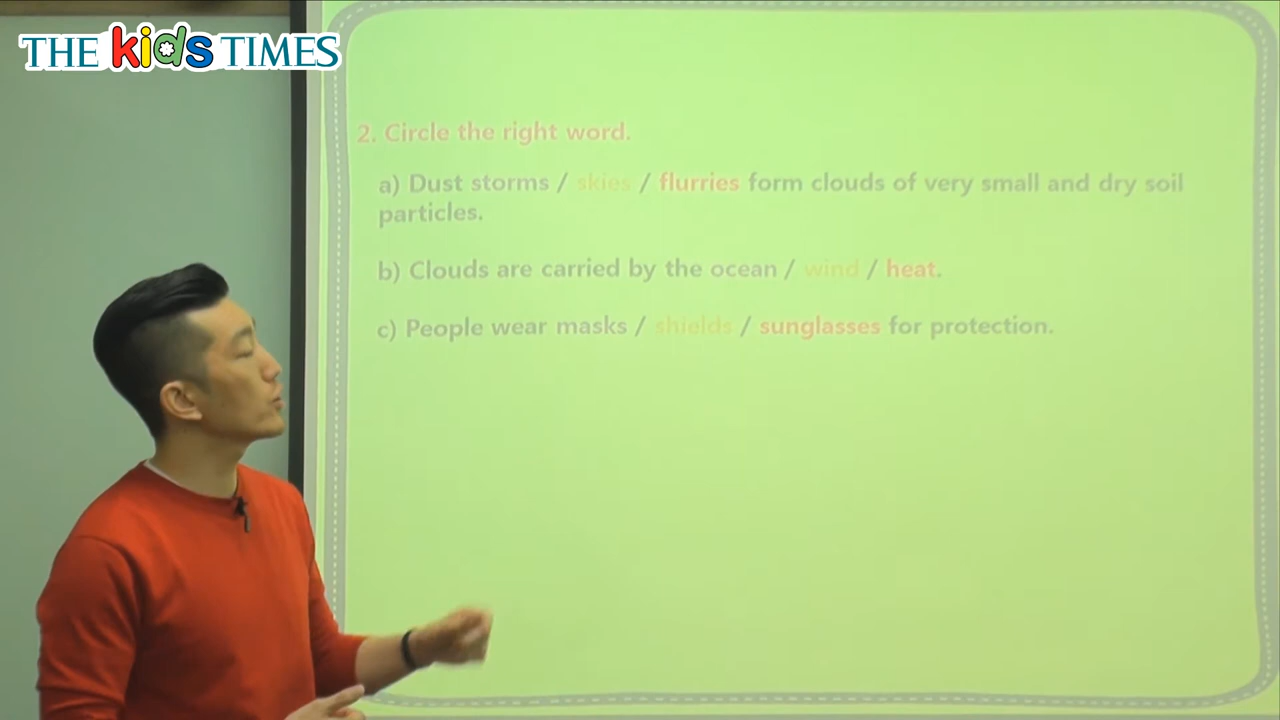 THE kids TIMES
2. Circle the right word.
a) Dust storms / skies / flurries form clouds of very small and dry soil
particles.
b) Clouds are carried by the ocean / wind / heat.
c) People wear masks / shields / sunglasses for protection.